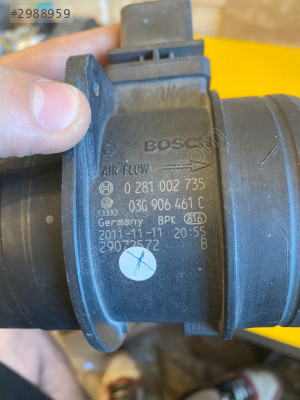 #2988959
BOSCH
AIR FLOW
0 281 002 735
03G 906 461 C
Germany BPK 816
2011-11-11 20:55
29072572 B